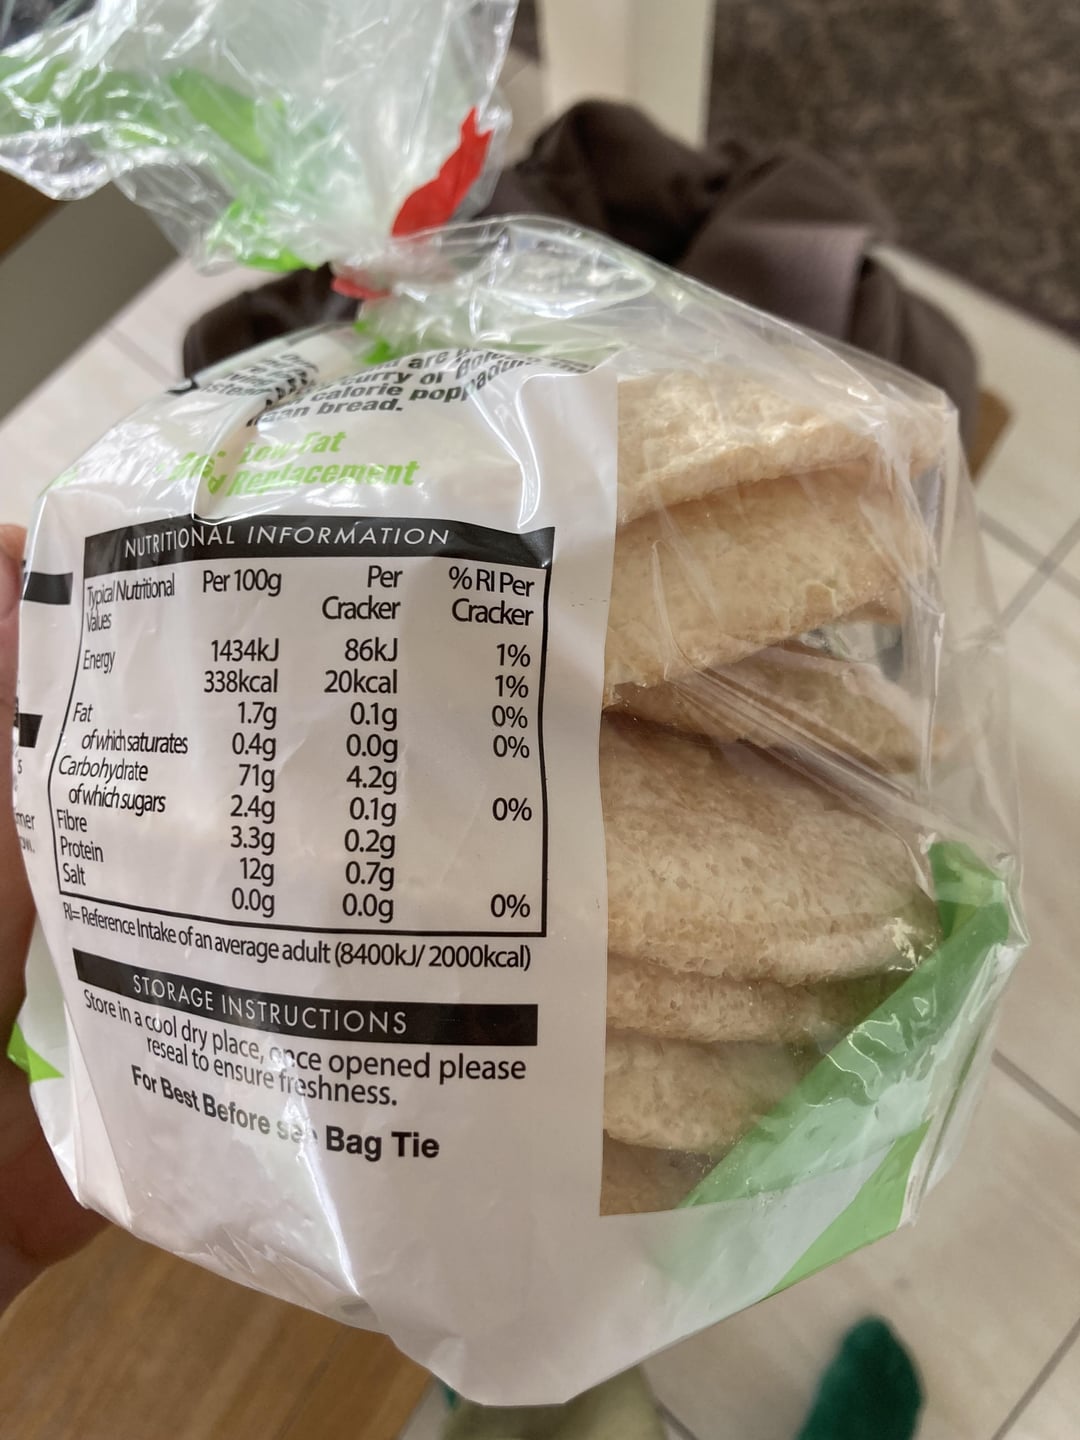 are
curry or
calorie poppadum
naan bread.
Low Fat
Replacement
NUTRITIONAL INFORMATION
Typical Nutritional Values Per 100g Per Cracker % RI Per Cracker
Energy 1434kJ 86kJ 1%
338kcal 20kcal 1%
Fat 1.7g 0.1g 0%
of which saturates 0.4g 0.0g 0%
Carbohydrate 71g 4.2g
of which sugars 2.4g 0.1g 0%
Fibre 3.3g 0.2g
Protein 12g 0.7g
Salt 0.0g 0.0g 0%
RI= Reference Intake of an average adult (8400kJ/ 2000kcal)
STORAGE INSTRUCTIONS
Store in a cool dry place, once opened please
reseal to ensure freshness.
For Best Before see Bag Tie